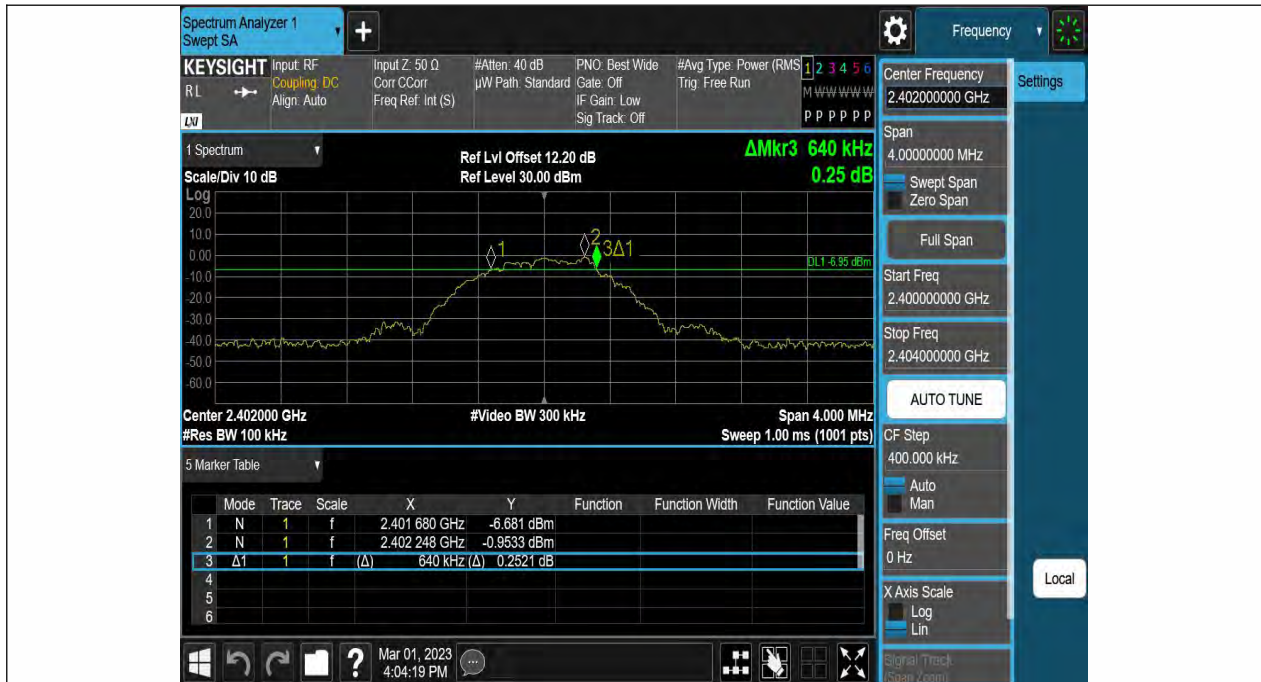 Spectrum Analyzer 1
Swept SA
+
Frequency
KEYSIGHT
RL
LXI
Input: RF
Coupling: DC
Align: Auto
Input Z: 50 Ω
Corr CCorr
Freq Ref: Int (S)
#Atten: 40 dB
µW Path: Standard
PNO: Best Wide
Gate: Off
IF Gain: Low
Sig Track: Off
#Avg Type: Power (RMS
Trig: Free Run
1 2 3 4 5 6
M W W W W W
P P P P P P
1 Spectrum
Scale/Div 10 dB
Ref Lvl Offset 12.20 dB
Ref Level 30.00 dBm
ΔMkr3 640 kHz
0.25 dB
Log
20.0
10.0
0.00
-10.0
-20.0
-30.0
-40.0
-50.0
-60.0
1
2
3Δ1
DL1 -6.95 dBm
Center 2.402000 GHz
#Res BW 100 kHz
#Video BW 300 kHz
Span 4.000 MHz
Sweep 1.00 ms (1001 pts)
5 Marker Table
Mode Trace Scale X Y Function Function Width Function Value
1 N 1 f 2.401 680 GHz -6.681 dBm
2 N 1 f 2.402 248 GHz -0.9533 dBm
3 Δ1 1 f (Δ) 640 kHz (Δ) 0.2521 dB
4
5
6
?
Mar 01, 2023
4:04:19 PM
Center Frequency
2.402000000 GHz
Span
4.00000000 MHz
Swept Span
Zero Span
Full Span
Start Freq
2.400000000 GHz
Stop Freq
2.404000000 GHz
AUTO TUNE
CF Step
400.000 kHz
Auto
Man
Freq Offset
0 Hz
X Axis Scale
Log
Lin
Signal Track
(Span Zoom)
Settings
Local